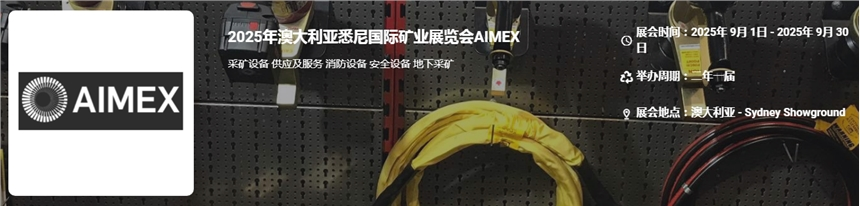 AIMEX
2025年澳大利亚悉尼国际矿业展览会AIMEX
采矿设备 供应及服务 消防设备 安全设备 地下采矿
展会时间：2025年 9月 1日 - 2025年 9月 30
日
举办周期：二年一届
展会地点：澳大利亚 - Sydney Showground